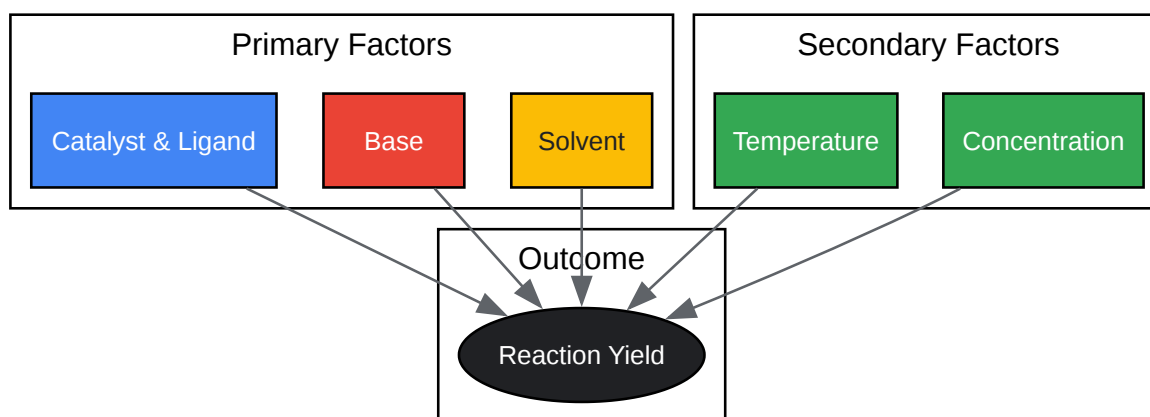 Primary Factors
Secondary Factors
Catalyst & Ligand
Base
Solvent
Temperature
Concentration
Outcome
Reaction Yield